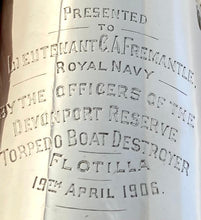 PRESENTED
TO
LIEUTENANT C.A FREMANTLE,
ROYAL NAVY
BY THE OFFICERS OF THE
DEVONPORT RESERVE
TORPEDO BOAT DESTROYER
FLOTILLA
19TH APRIL 1906.